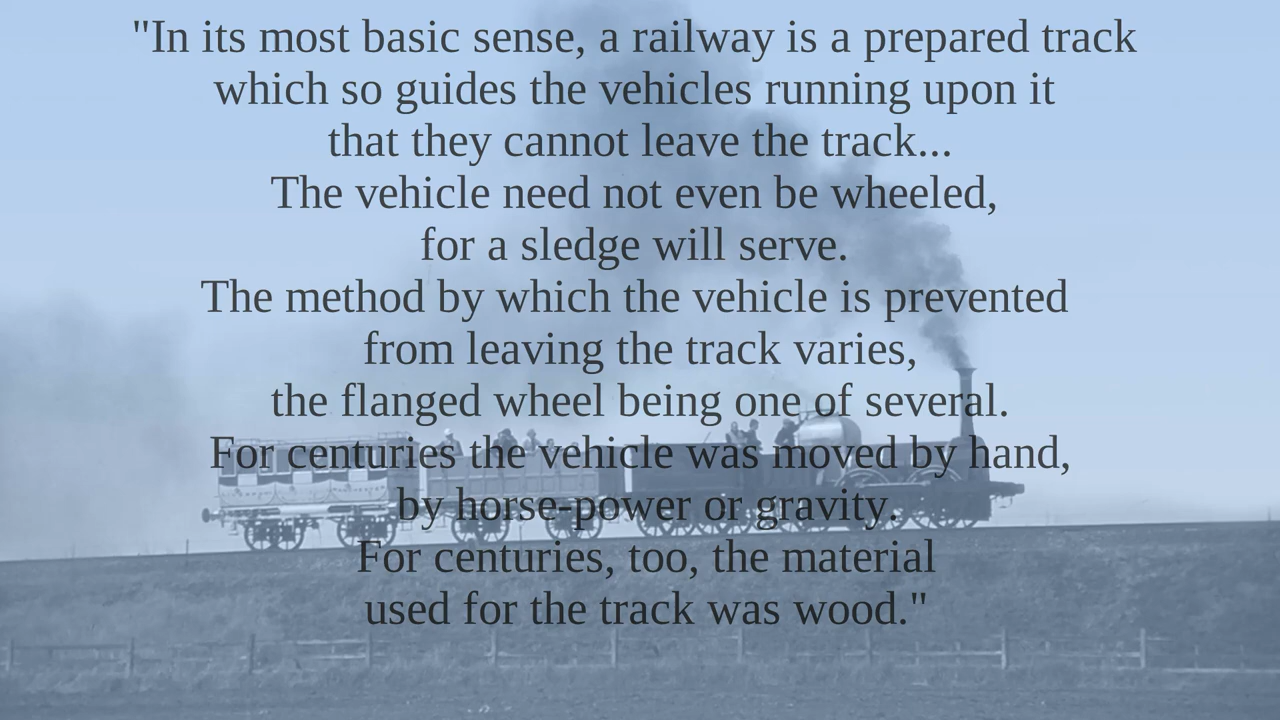 "In its most basic sense, a railway is a prepared track
which so guides the vehicles running upon it
that they cannot leave the track...
The vehicle need not even be wheeled,
for a sledge will serve.
The method by which the vehicle is prevented
from leaving the track varies,
the flanged wheel being one of several.
For centuries the vehicle was moved by hand,
by horse-power or gravity.
For centuries, too, the material
used for the track was wood."